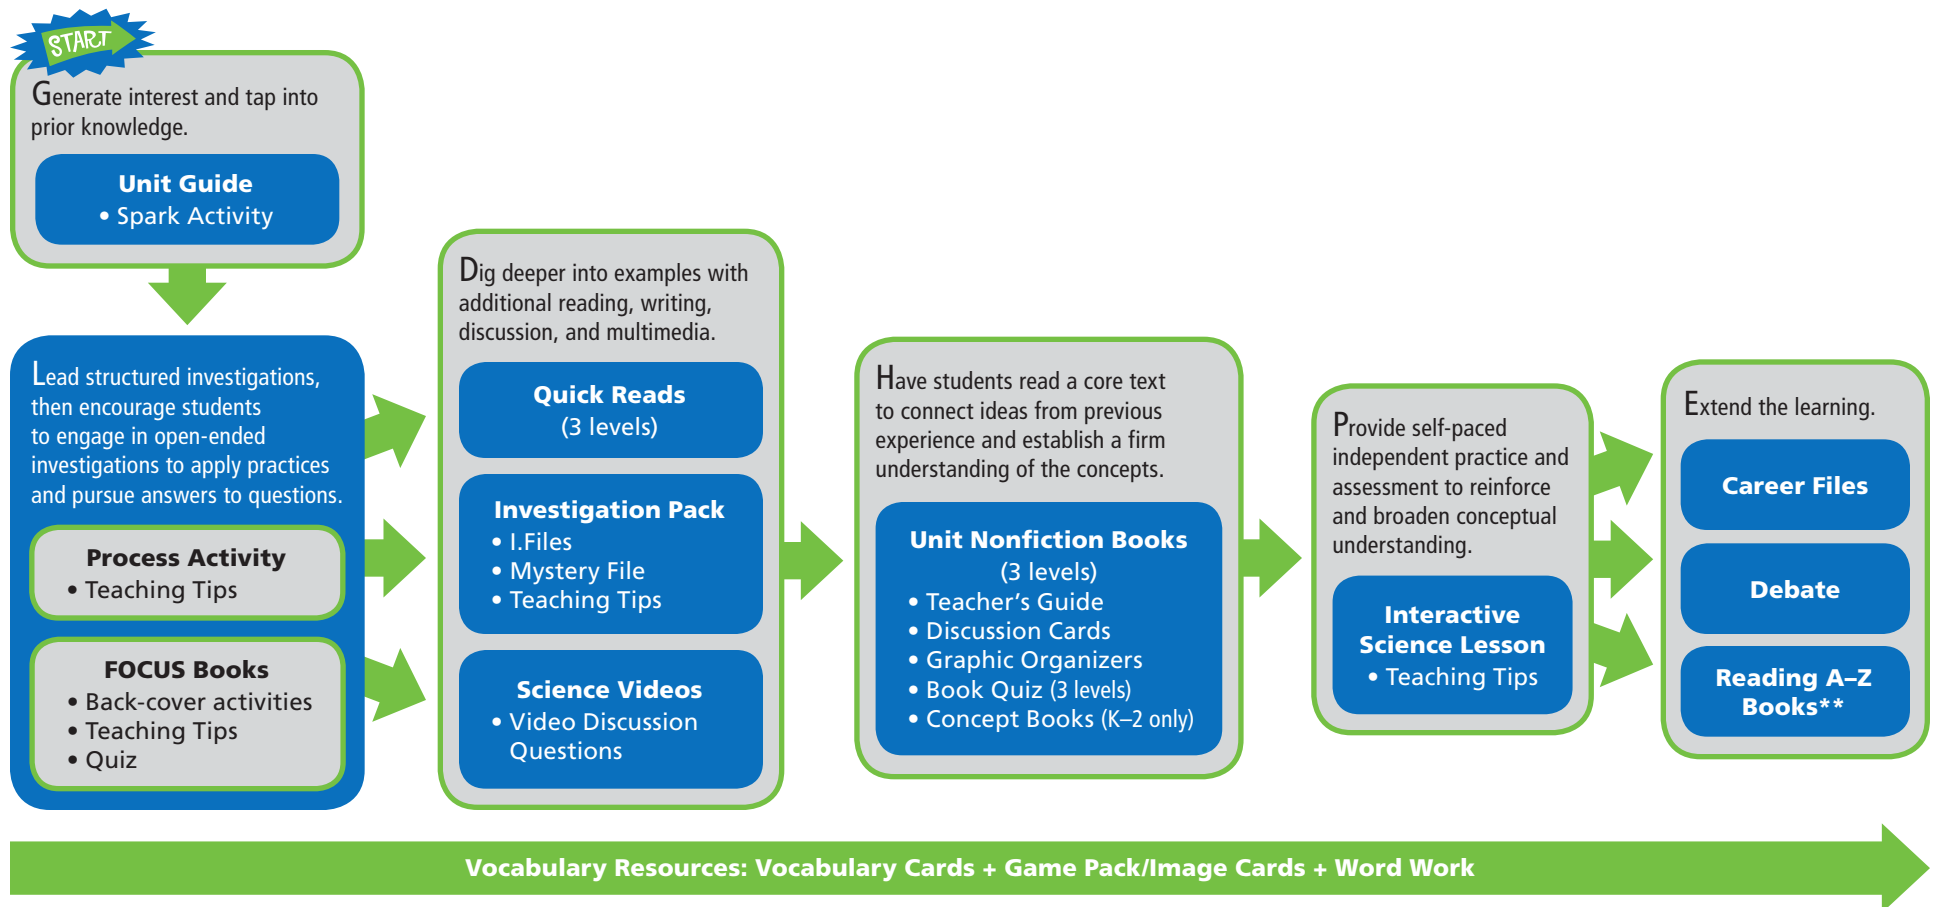 START
Generate interest and tap into
prior knowledge.
Unit Guide
• Spark Activity
Lead structured investigations,
then encourage students
to engage in open-ended
investigations to apply practices
and pursue answers to questions.
Process Activity
• Teaching Tips
FOCUS Books
• Back-cover activities
• Teaching Tips
• Quiz
Dig deeper into examples with
additional reading, writing,
discussion, and multimedia.
Quick Reads
(3 levels)
Investigation Pack
• I.Files
• Mystery File
• Teaching Tips
Science Videos
• Video Discussion
Questions
Have students read a core text
to connect ideas from previous
experience and establish a firm
understanding of the concepts.
Unit Nonfiction Books
(3 levels)
• Teacher’s Guide
• Discussion Cards
• Graphic Organizers
• Book Quiz (3 levels)
• Concept Books (K–2 only)
Provide self-paced
independent practice and
assessment to reinforce
and broaden conceptual
understanding.
Interactive
Science Lesson
• Teaching Tips
Extend the learning.
Career Files
Debate
Reading A–Z
Books**
Vocabulary Resources: Vocabulary Cards + Game Pack/Image Cards + Word Work